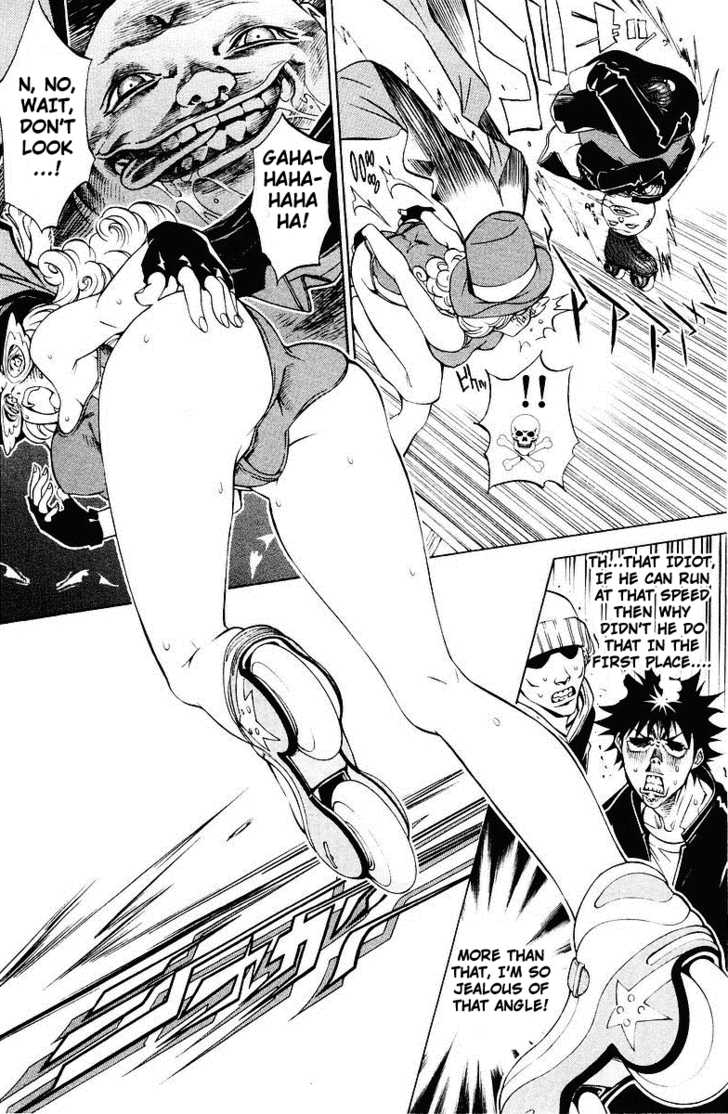 !!
GAHA-
HAHA-
HAHA
HA!
N, NO,
WAIT,
DON'T
LOOK
...!
TH...THAT IDIOT,
IF HE CAN RUN
AT THAT SPEED
THEN WHY
DIDN'T HE DO
THAT IN THE
FIRST PLACE....
MORE THAN
THAT, I'M SO
JEALOUS OF
THAT ANGLE!